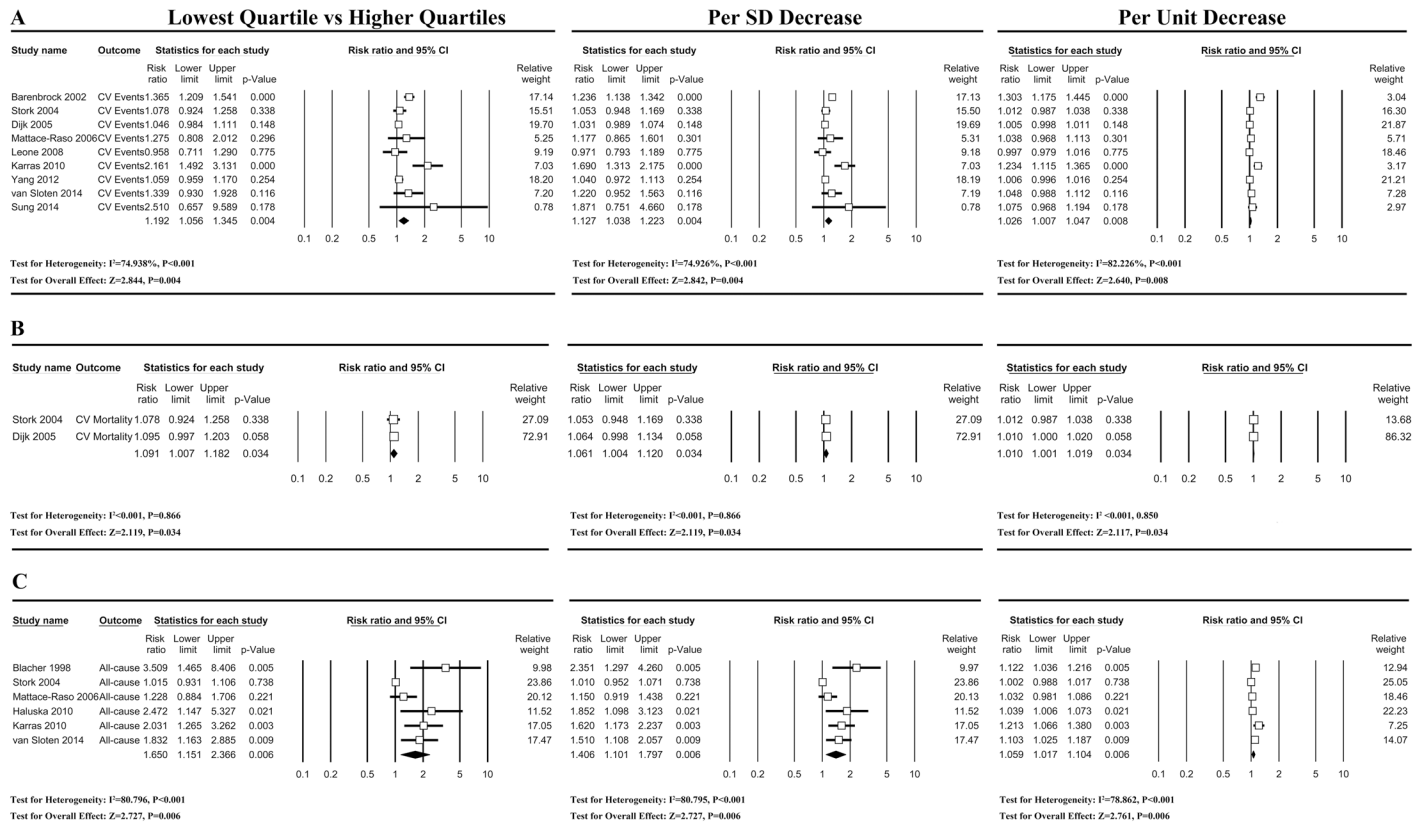 A Lowest Quartile vs Higher Quartiles Per SD Decrease Per Unit Decrease
Study name Outcome Statistics for each study Risk ratio and 95% CI Statistics for each study Risk ratio and 95% CI Statistics for each study Risk ratio and 95% CI
Risk Lower Upper Relative Risk Lower Upper Relative Risk Lower Upper Relative
ratio limit limit p-Value weight ratio limit limit p-Value weight ratio limit limit p-Value weight
Barenbrock 2002 CV Events 1.365 1.209 1.541 0.000 17.14 1.236 1.138 1.342 0.000 17.13 1.303 1.175 1.445 0.000 3.04
Stork 2004 CV Events 1.078 0.924 1.258 0.338 15.51 1.053 0.948 1.169 0.338 15.50 1.012 0.987 1.038 0.338 16.30
Dijk 2005 CV Events 1.046 0.984 1.111 0.148 19.70 1.031 0.989 1.074 0.148 19.69 1.005 0.998 1.011 0.148 21.87
Mattace-Raso 2006 CV Events 1.275 0.808 2.012 0.296 5.25 1.177 0.865 1.601 0.301 5.31 1.038 0.968 1.113 0.301 5.71
Leone 2008 CV Events 0.958 0.711 1.290 0.775 9.19 0.971 0.793 1.189 0.775 9.18 0.997 0.979 1.016 0.775 18.46
Karras 2010 CV Events 2.161 1.492 3.131 0.000 7.03 1.690 1.313 2.175 0.000 7.03 1.234 1.115 1.365 0.000 3.17
Yang 2012 CV Events 1.059 0.959 1.170 0.254 18.20 1.040 0.972 1.113 0.254 18.19 1.006 0.996 1.016 0.254 21.21
van Sloten 2014 CV Events 1.339 0.930 1.928 0.116 7.20 1.220 0.952 1.563 0.116 7.19 1.048 0.988 1.112 0.116 7.28
Sung 2014 CV Events 2.510 0.657 9.589 0.178 0.78 1.871 0.751 4.660 0.178 0.78 1.075 0.968 1.194 0.178 2.97
1.192 1.056 1.345 0.004 1.127 1.038 1.223 0.004 1.026 1.007 1.047 0.008
0.1 0.2 1 2 5 10 0.1 0.2 1 2 5 10 0.1 0.2 1 2 5 10
Test for Heterogeneity: I²=74.938%, P<0.001 Test for Heterogeneity: I²=74.926%, P<0.001 Test for Heterogeneity: I²=82.226%, P<0.001
Test for Overall Effect: Z=2.844, P=0.004 Test for Overall Effect: Z=2.842, P=0.004 Test for Overall Effect: Z=2.640, P=0.008
B
Study name Outcome Statistics for each study Risk ratio and 95% CI Statistics for each study Risk ratio and 95% CI Statistics for each study Risk ratio and 95% CI
Risk Lower Upper Relative Risk Lower Upper Relative Risk Lower Upper Relative
ratio limit limit p-Value weight ratio limit limit p-Value weight ratio limit limit p-Value weight
Stork 2004 CV Mortality 1.078 0.924 1.258 0.338 27.09 1.053 0.948 1.169 0.338 27.09 1.012 0.987 1.038 0.338 13.68
Dijk 2005 CV Mortality 1.095 0.997 1.203 0.058 72.91 1.064 0.998 1.134 0.058 72.91 1.010 1.000 1.020 0.058 86.32
1.091 1.007 1.182 0.034 1.061 1.004 1.120 0.034 1.010 1.001 1.019 0.034
0.1 0.2 1 2 5 10 0.1 0.2 1 2 5 10 0.1 0.2 1 2 5 10
Test for Heterogeneity: I²<0.001, P=0.866 Test for Heterogeneity: I²<0.001, P=0.866 Test for Heterogeneity: I² <0.001, 0.850
Test for Overall Effect: Z=2.119, P=0.034 Test for Overall Effect: Z=2.119, P=0.034 Test for Overall Effect: Z=2.117, P=0.034
C
Study name Outcome Statistics for each study Risk ratio and 95% CI Statistics for each study Risk ratio and 95% CI Statistics for each study Risk ratio and 95% CI
Risk Lower Upper Relative Risk Lower Upper Relative Risk Lower Upper Relative
ratio limit limit p-Value weight ratio limit limit p-Value weight ratio limit limit p-Value weight
Blacher 1998 All-cause 3.509 1.465 8.406 0.005 9.98 2.351 1.297 4.260 0.005 9.97 1.122 1.036 1.216 0.005 12.94
Stork 2004 All-cause 1.015 0.931 1.106 0.738 23.86 1.010 0.952 1.071 0.738 23.86 1.002 0.988 1.017 0.738 25.05
Mattace-Raso 2006 All-cause 1.228 0.884 1.706 0.221 20.12 1.150 0.919 1.438 0.221 20.13 1.032 0.981 1.086 0.221 18.46
Haluska 2010 All-cause 2.472 1.147 5.327 0.021 11.52 1.852 1.098 3.123 0.021 11.52 1.039 1.006 1.073 0.021 22.23
Karras 2010 All-cause 2.031 1.265 3.262 0.003 17.05 1.620 1.173 2.237 0.003 17.05 1.213 1.066 1.380 0.003 7.25
van Sloten 2014 All-cause 1.832 1.163 2.885 0.009 17.47 1.510 1.108 2.057 0.009 17.47 1.103 1.025 1.187 0.009 14.07
1.650 1.151 2.366 0.006 1.406 1.101 1.797 0.006 1.059 1.017 1.104 0.006
0.1 0.2 1 2 5 10 0.1 0.2 1 2 5 10 0.1 0.2 1 2 5 10
Test for Heterogeneity: I²=80.796, P<0.001 Test for Heterogeneity: I²=80.795, P<0.001 Test for Heterogeneity: I²=78.862, P<0.001
Test for Overall Effect: Z=2.727, P=0.006 Test for Overall Effect: Z=2.727, P=0.006 Test for Overall Effect: Z=2.761, P=0.006